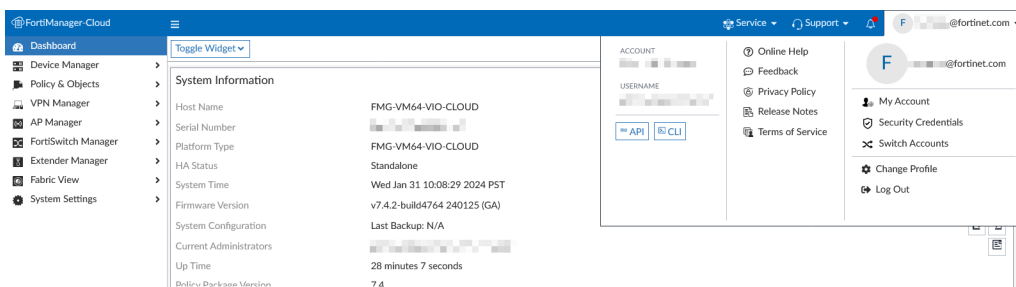 FortiManager-Cloud
Service
Support
F
@fortinet.com
Dashboard
Device Manager
Policy & Objects
VPN Manager
AP Manager
FortiSwitch Manager
Extender Manager
Fabric View
System Settings
Toggle Widget
System Information
Host Name FMG-VM64-VIO-CLOUD
Serial Number
Platform Type FMG-VM64-VIO-CLOUD
HA Status Standalone
System Time Wed Jan 31 10:08:29 2024 PST
Firmware Version v7.4.2-build4764 240125 (GA)
System Configuration Last Backup: N/A
Current Administrators
Up Time 28 minutes 7 seconds
Policy Package Version 7.4
ACCOUNT
USERNAME
API
CLI
Online Help
Feedback
Privacy Policy
Release Notes
Terms of Service
F
@fortinet.com
My Account
Security Credentials
Switch Accounts
Change Profile
Log Out